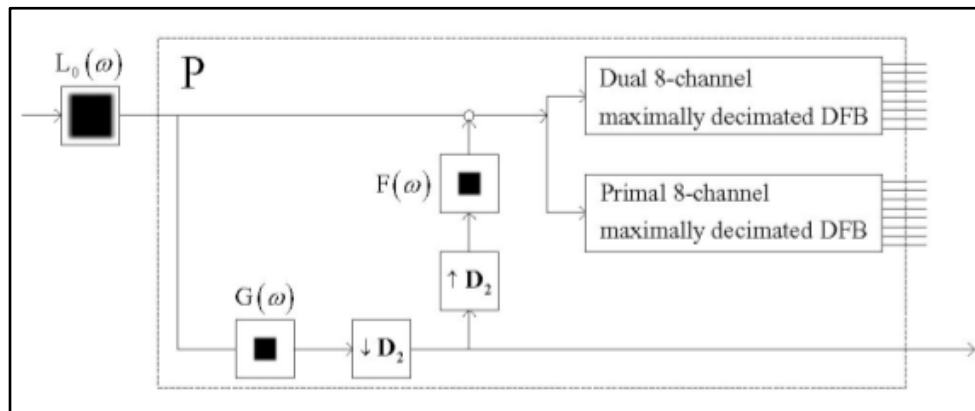 L₀(ω)
P
Dual 8-channel
maximally decimated DFB
F(ω)
Primal 8-channel
maximally decimated DFB
↑ D₂
G(ω)
↓ D₂